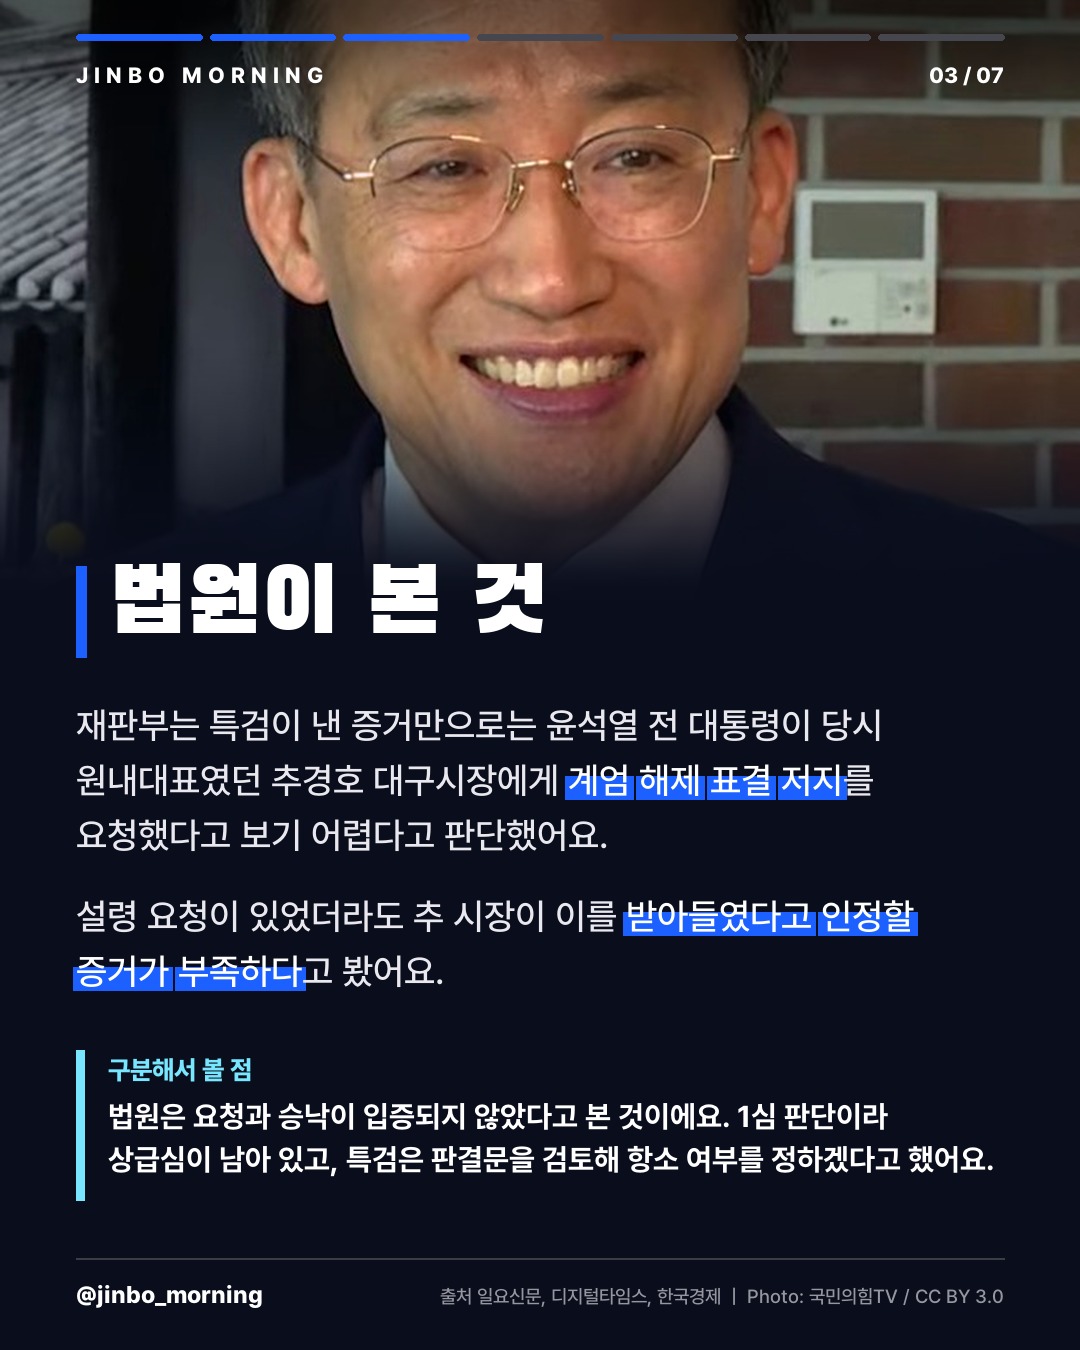 JINBO MORNING
03 / 07
LG
법원이 본 것
재판부는 특검이 낸 증거만으로는 윤석열 전 대통령이 당시
원내대표였던 추경호 대구시장에게 계엄 해제 표결 저지를
요청했다고 보기 어렵다고 판단했어요.
설령 요청이 있었더라도 추 시장이 이를 받아들였다고 인정할
증거가 부족하다고 봤어요.
구분해서 볼 점
법원은 요청과 승낙이 입증되지 않았다고 본 것이에요. 1심 판단이라
상급심이 남아 있고, 특검은 판결문을 검토해 항소 여부를 정하겠다고 했어요.
@jinbo_morning
출처 일요신문, 디지털타임스, 한국경제 | Photo: 국민의힘TV / CC BY 3.0